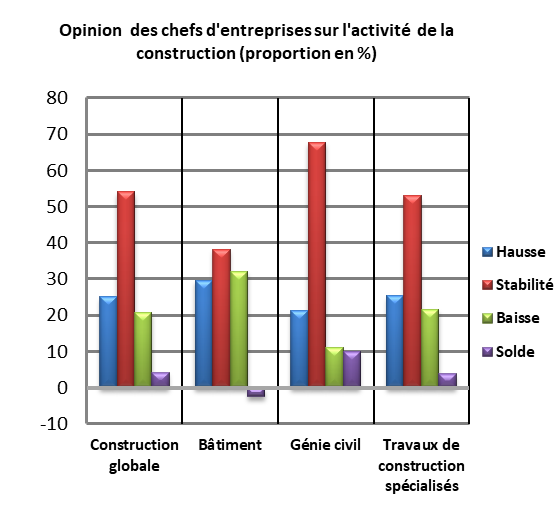 Opinion des chefs d'entreprises sur l'activité de la
construction (proportion en %)
80
70
60
50
40
30
20
10
0
-10
Construction
globale
Bâtiment
Génie civil
Travaux de
construction
spécialisés
Hausse
Stabilité
Baisse
Solde